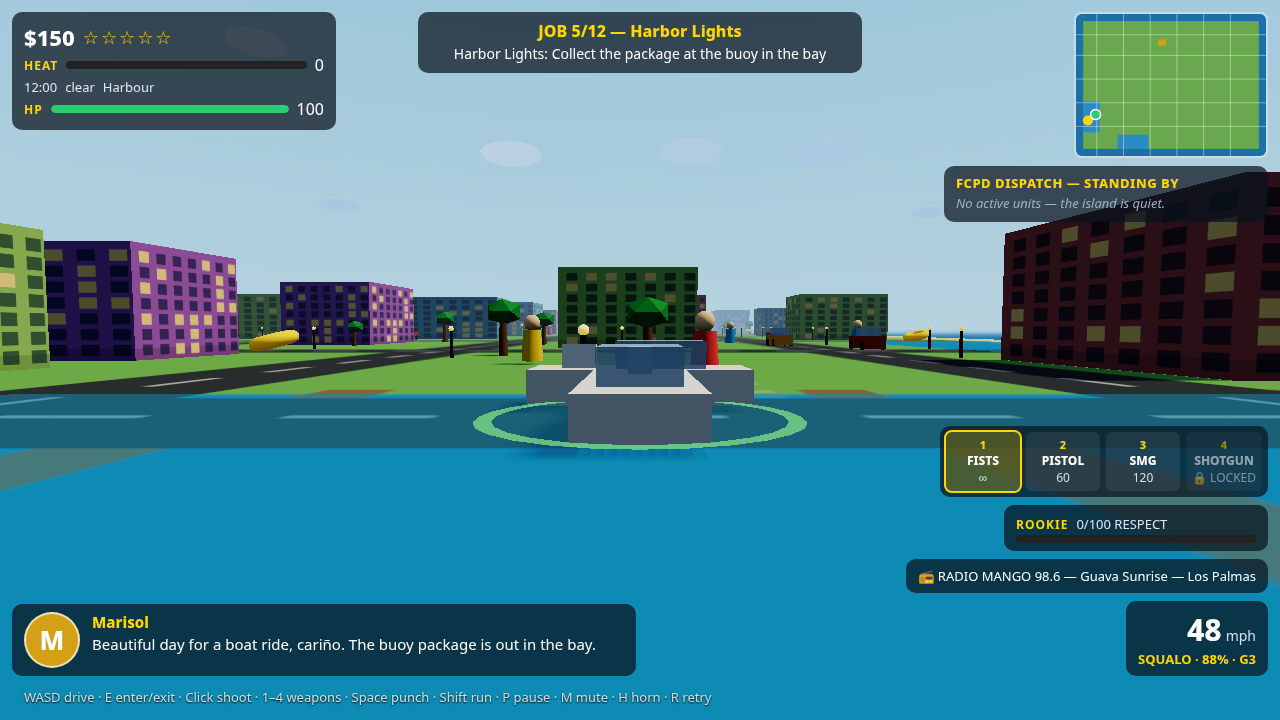 $150 ☆☆☆☆☆
HEAT 0
12:00 clear Harbour
HP 100
JOB 5/12 — Harbor Lights
Harbor Lights: Collect the package at the buoy in the bay
FCPD DISPATCH — STANDING BY
No active units — the island is quiet.
1 2 3 4
FISTS PISTOL SMG SHOTGUN
∞ 60 120 🔒 LOCKED
ROOKIE 0/100 RESPECT
📻 RADIO MANGO 98.6 — Guava Sunrise — Los Palmas
M
Marisol
Beautiful day for a boat ride, cariño. The buoy package is out in the bay.
48 mph
SQUALO · 88% · G3
WASD drive · E enter/exit · Click shoot · 1–4 weapons · Space punch · Shift run · P pause · M mute · H horn · R retry